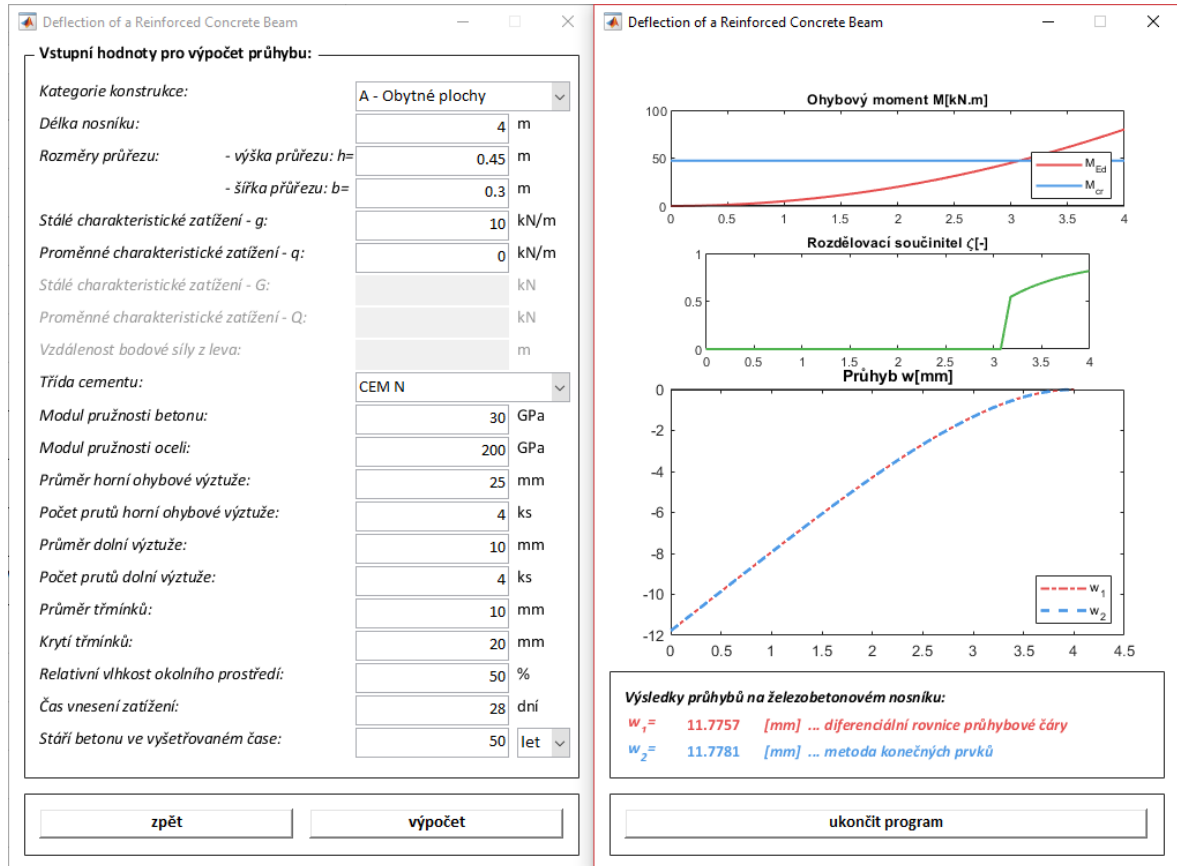 Deflection of a Reinforced Concrete Beam
Vstupní hodnoty pro výpočet průhybu:
Kategorie konstrukce: A - Obytné plochy
Délka nosníku: 4 m
Rozměry průřezu: - výška průřezu: h= 0.45 m
- šířka přůřezu: b= 0.3 m
Stálé charakteristické zatížení - g: 10 kN/m
Proměnné charakteristické zatížení - q: 0 kN/m
Stálé charakteristické zatížení - G: kN
Proměnné charakteristické zatížení - Q: kN
Vzdálenost bodové síly z leva: m
Třída cementu: CEM N
Modul pružnosti betonu: 30 GPa
Modul pružnosti oceli: 200 GPa
Průměr horní ohybové výztuže: 25 mm
Počet prutů horní ohybové výztuže: 4 ks
Průměr dolní výztuže: 10 mm
Počet prutů dolní výztuže: 4 ks
Průměr třmínků: 10 mm
Krytí třmínků: 20 mm
Relativní vlhkost okolního prostředí: 50 %
Čas vnesení zatížení: 28 dní
Stáří betonu ve vyšetřovaném čase: 50 let
zpět výpočet
Deflection of a Reinforced Concrete Beam
Ohybový moment M[kN.m]
100
50
0
M_Ed
M_cr
0 0.5 1 1.5 2 2.5 3 3.5 4
Rozdělovací součinitel ζ[-]
1
0.5
0
0 0.5 1 1.5 2 2.5 3 3.5 4
Průhyb w[mm]
0
-2
-4
-6
-8
-10
-12
w_1
w_2
0 0.5 1 1.5 2 2.5 3 3.5 4 4.5
Výsledky průhybů na železobetonovém nosníku:
w_1= 11.7757 [mm] ... diferenciální rovnice průhybové čáry
w_2= 11.7781 [mm] ... metoda konečných prvků
ukončit program